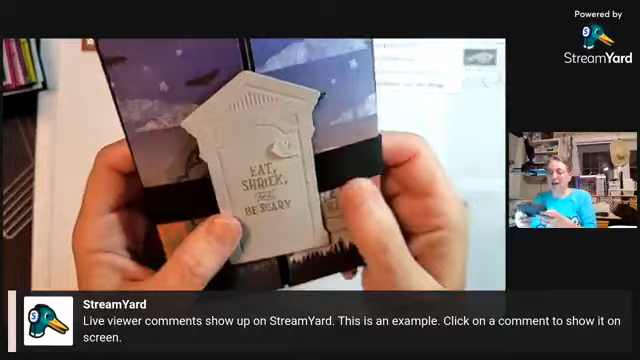 Powered by
StreamYard
EAT,
SHRIEK,
and
BE SCARY
StreamYard
Live viewer comments show up on StreamYard. This is an example. Click on a comment to show it on
screen.